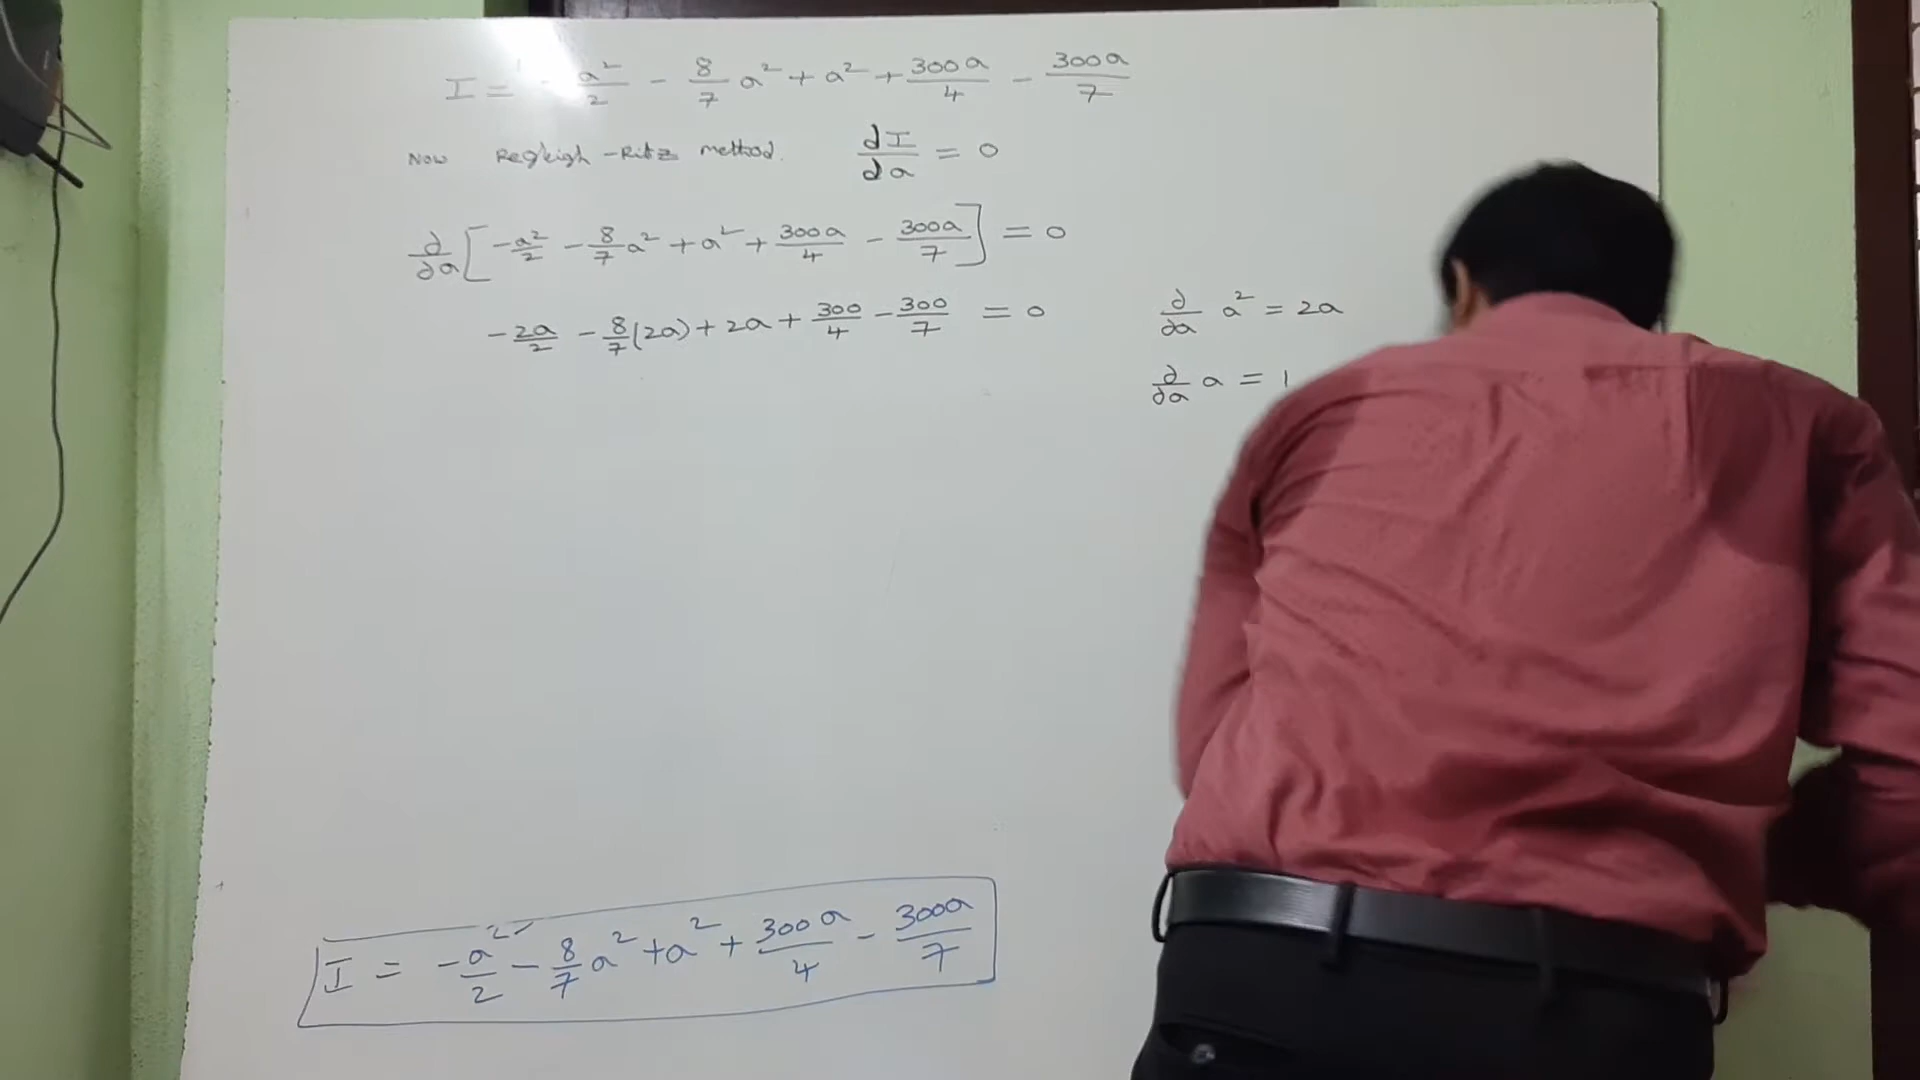 I = - a²/2 - 8/7 a² + a² + 300a/4 - 300a/7
Now Regleigh - Ritz method. ∂I/∂a = 0
∂/∂a [ -a²/2 - 8/7 a² + a² + 300a/4 - 300a/7 ] = 0
-2a/2 - 8/7 (2a) + 2a + 300/4 - 300/7 = 0
∂/∂a a² = 2a
∂/∂a a = 1
I = -a²/2 - 8/7 a² + a² + 300a/4 - 300a/7